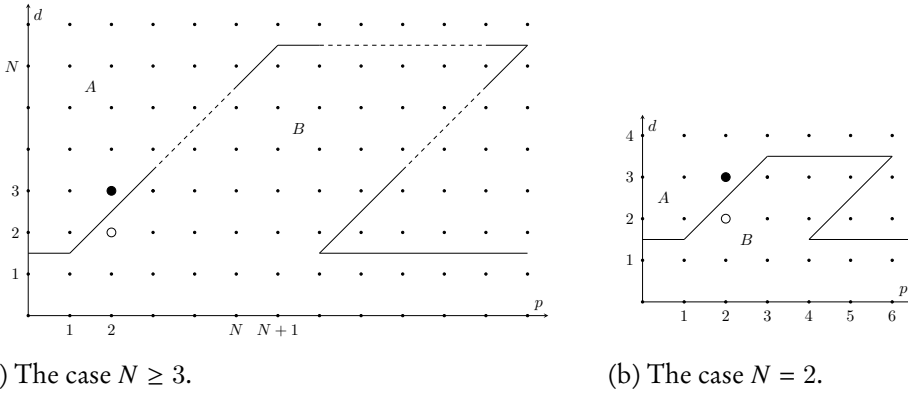 d
N
A
B
3
2
1
p
1 2 N N + 1
4 d
3
A
2
B
1
p
1 2 3 4 5 6
) The case N ≥ 3.
(b) The case N = 2.